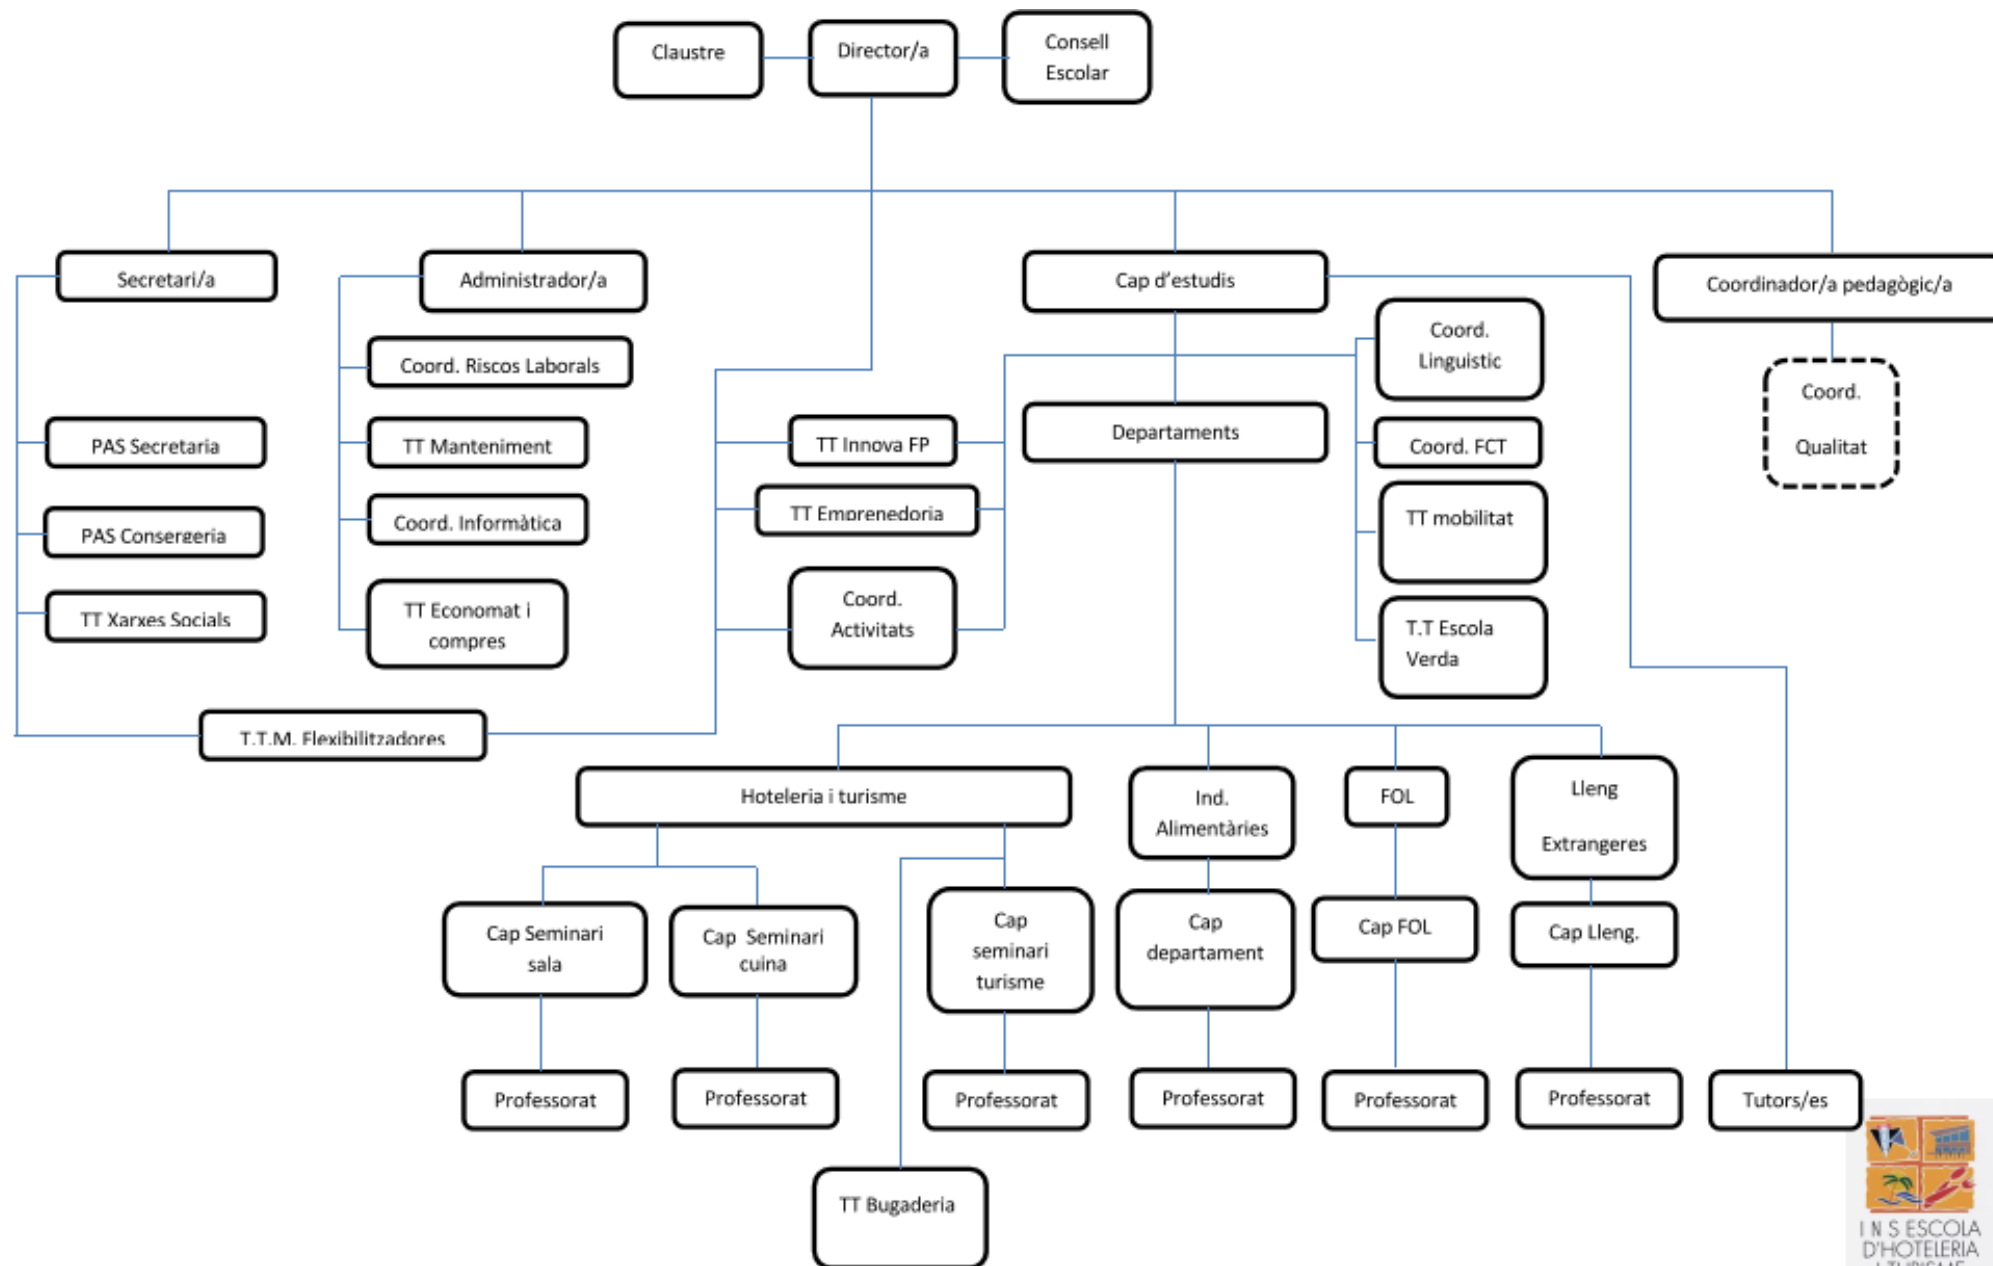 Claustre
Director/a
Consell
Escolar
Secretari/a
Administrador/a
Cap d'estudis
Coordinador/a pedagògic/a
Coord. Riscos Laborals
Coord.
Linguistic
Coord.
Qualitat
PAS Secretaria
TT Manteniment
TT Innova FP
Departaments
Coord. FCT
PAS Consergeria
Coord. Informàtica
TT Emprenedoria
TT mobilitat
TT Xarxes Socials
TT Economat i
compres
Coord.
Activitats
T.T Escola
Verda
T.T.M. Flexibilitzadores
Hoteleria i turisme
Ind.
Alimentàries
FOL
Lleng
Extrangeres
Cap Seminari
sala
Cap Seminari
cuina
Cap
seminari
turisme
Cap
departament
Cap FOL
Cap Lleng.
Professorat
Professorat
Professorat
Professorat
Professorat
Professorat
Tutors/es
TT Bugaderia
I N S ESCOLA
D'HOTELERIA
I TURISME